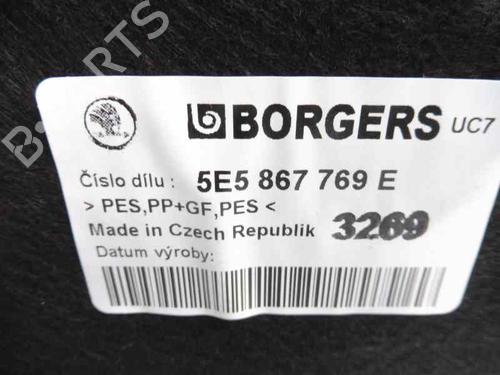 BORGERS UC7
Číslo dílu : 5E5 867 769 E
> PES,PP+GF,PES <
Made in Czech Republik 3269
Datum výroby: